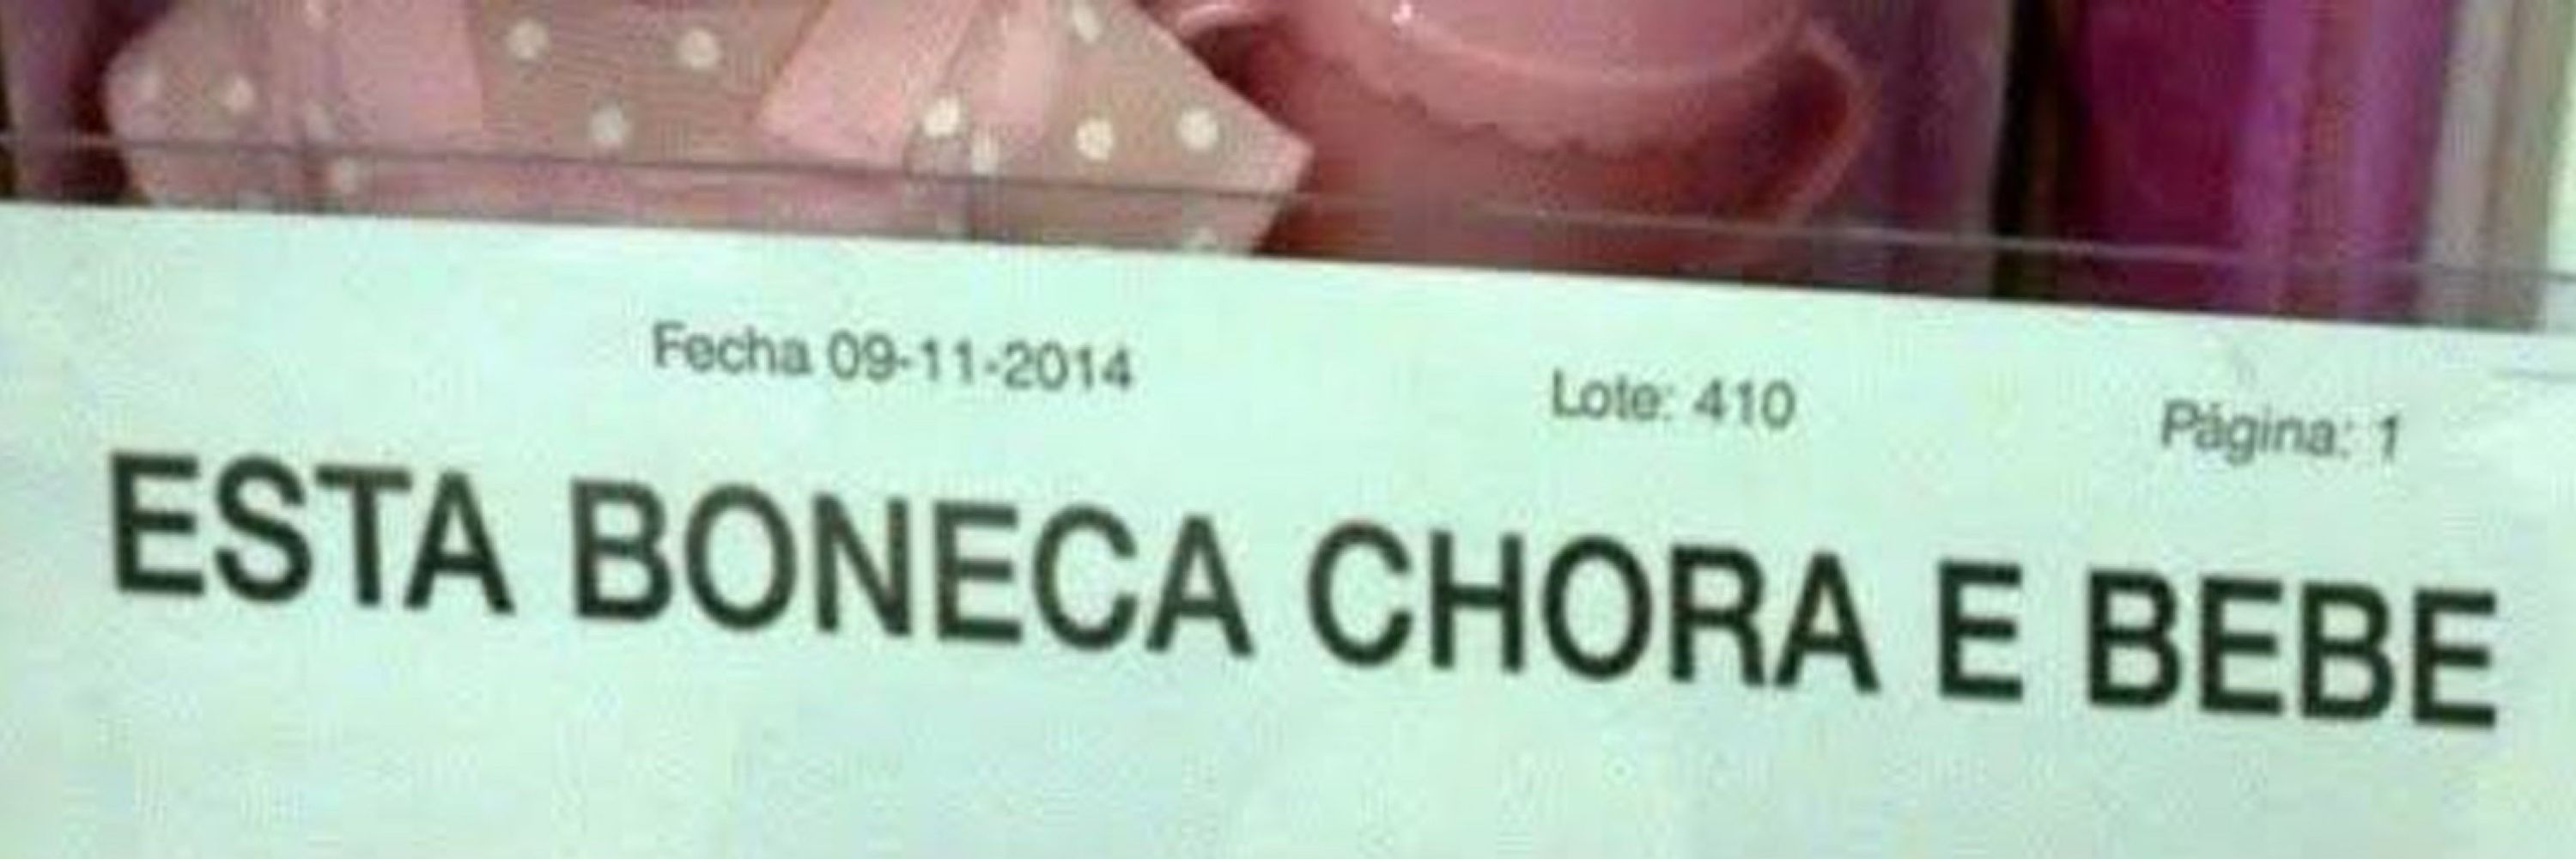 Fecha 09-11-2014 Lote: 410 Página: 1
ESTA BONECA CHORA E BEBE